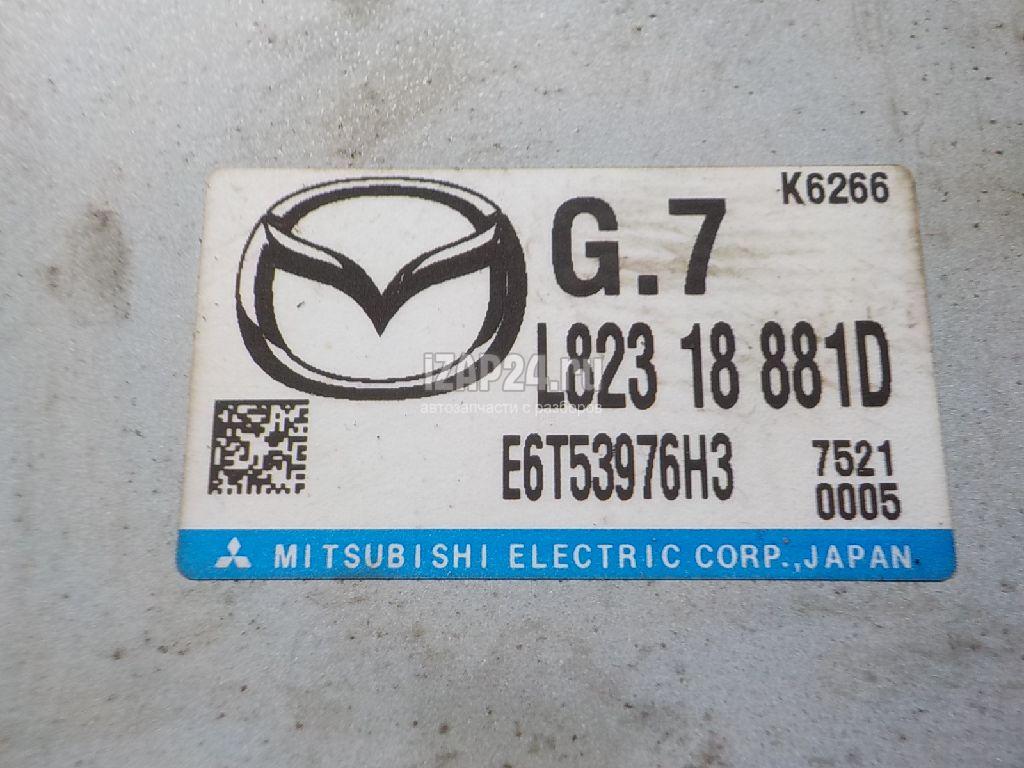 K6266
G.7
L823 18 881D
iZAP24.ru
автозапчасти с разборов
E6T53976H3
7521
0005
MITSUBISHI ELECTRIC CORP.,JAPAN